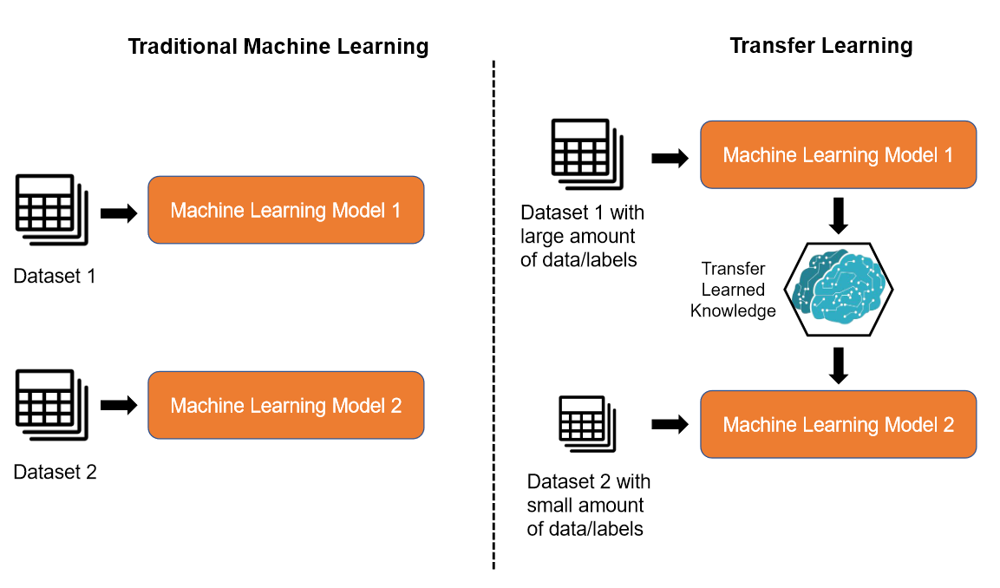 Traditional Machine Learning
Dataset 1
Machine Learning Model 1
Dataset 2
Machine Learning Model 2
Transfer Learning
Dataset 1 with
large amount
of data/labels
Machine Learning Model 1
Transfer
Learned
Knowledge
Dataset 2 with
small amount
of data/labels
Machine Learning Model 2